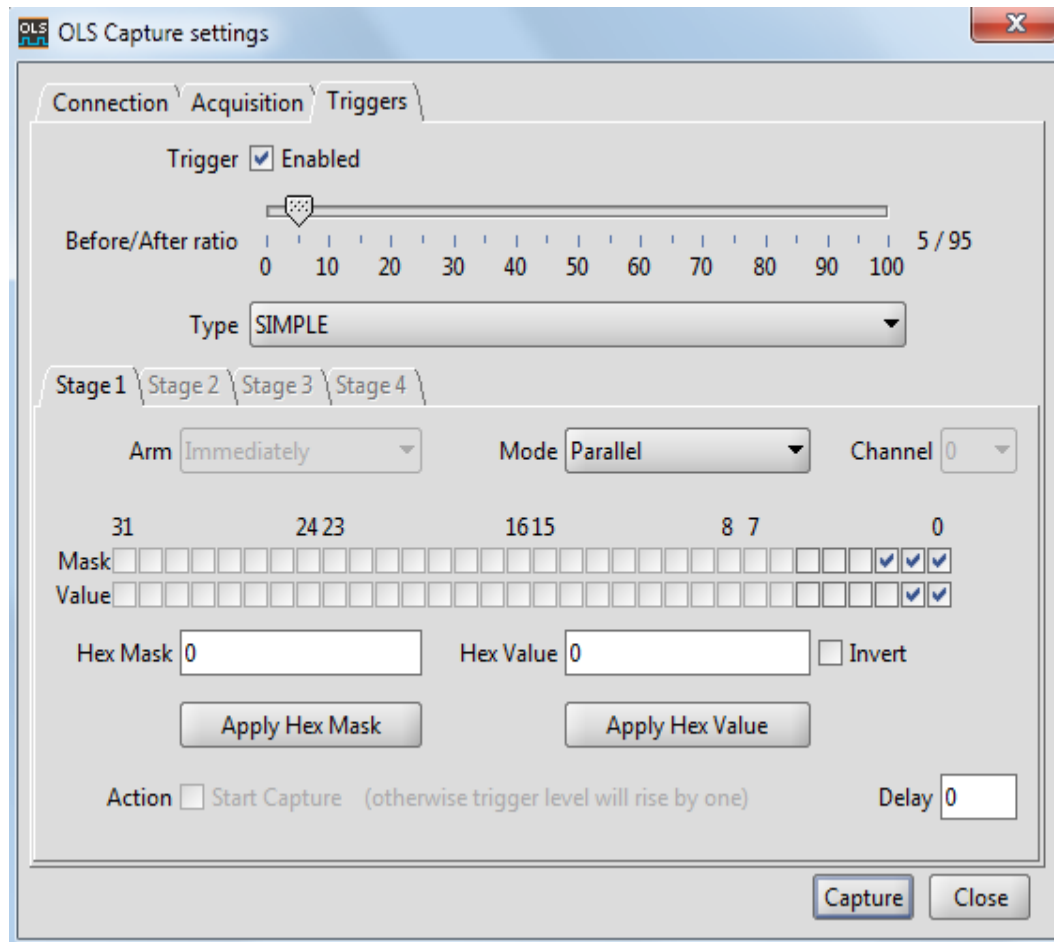 OLS OLS Capture settings X
Connection Acquisition Triggers
Trigger Enabled
Before/After ratio 5 / 95
0 10 20 30 40 50 60 70 80 90 100
Type SIMPLE
Stage 1 Stage 2 Stage 3 Stage 4
Arm Immediately Mode Parallel Channel 0
31 24 23 16 15 8 7 0
Mask
Value
Hex Mask 0 Hex Value 0 Invert
Apply Hex Mask Apply Hex Value
Action Start Capture (otherwise trigger level will rise by one) Delay 0
Capture Close